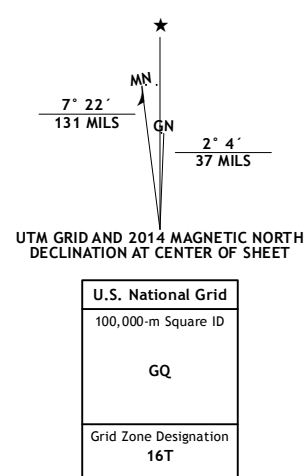 ★
MN
7° 22´
131 MILS
GN
2° 4´
37 MILS
UTM GRID AND 2014 MAGNETIC NORTH
DECLINATION AT CENTER OF SHEET
U.S. National Grid
100,000-m Square ID
GQ
Grid Zone Designation
16T